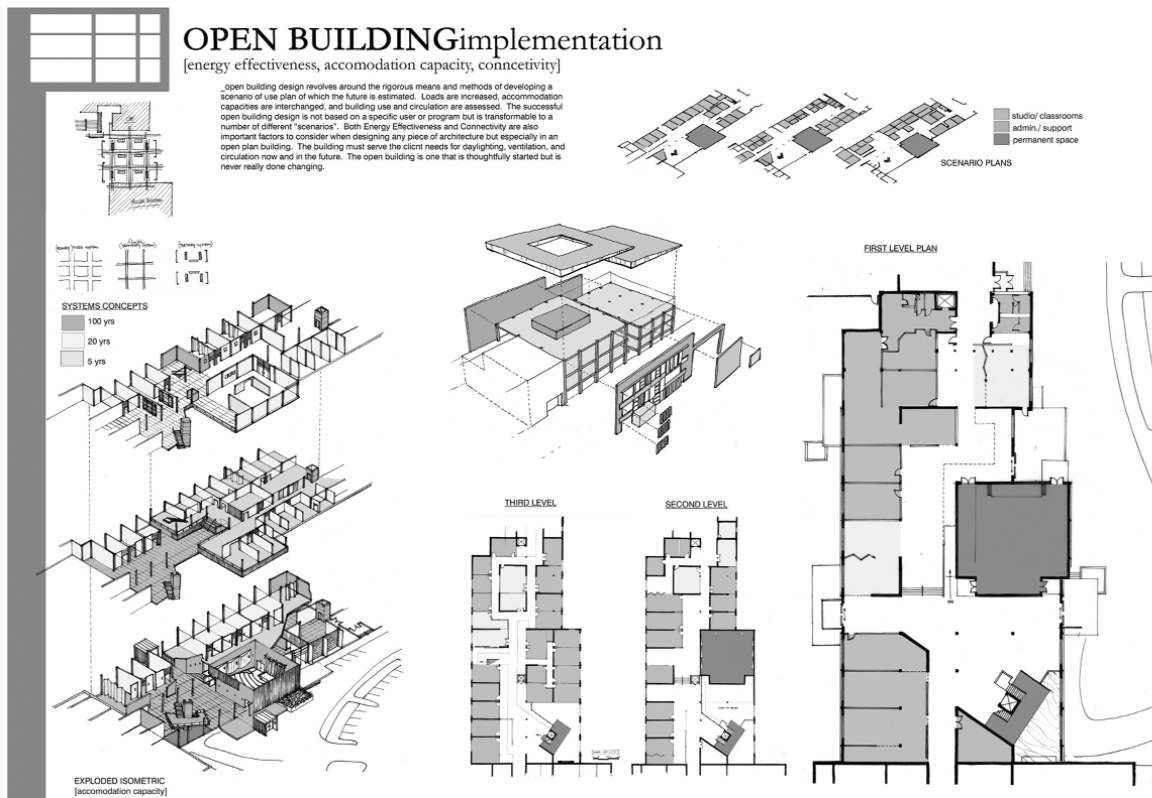 OPEN BUILDINGimplementation
[energy effectiveness, accomodation capacity, conncetivity]
_open building design revolves around the rigorous means and methods of developing a
scenario of use plan of which the future is estimated.  Loads are increased, accommodation
capacities are interchanged, and building use and circulation are assessed.  The successful
open building design is not based on a specific user or program but is transformable to a
number of different "scenarios".  Both Energy Effectiveness and Connectivity are also
important factors to consider when designing any piece of architecture but especially in an
open plan building.  The building must serve the client needs for daylighting, ventilation, and
circulation now and in the future.  The open building is one that is thoughtfully started but is
never really done changing.
studio/ classrooms
admin./ support
permanent space
SCENARIO PLANS
SYSTEMS CONCEPTS
100 yrs
20 yrs
5 yrs
FIRST LEVEL PLAN
THIRD LEVEL
SECOND LEVEL
EXPLODED ISOMETRIC
[accomodation capacity]